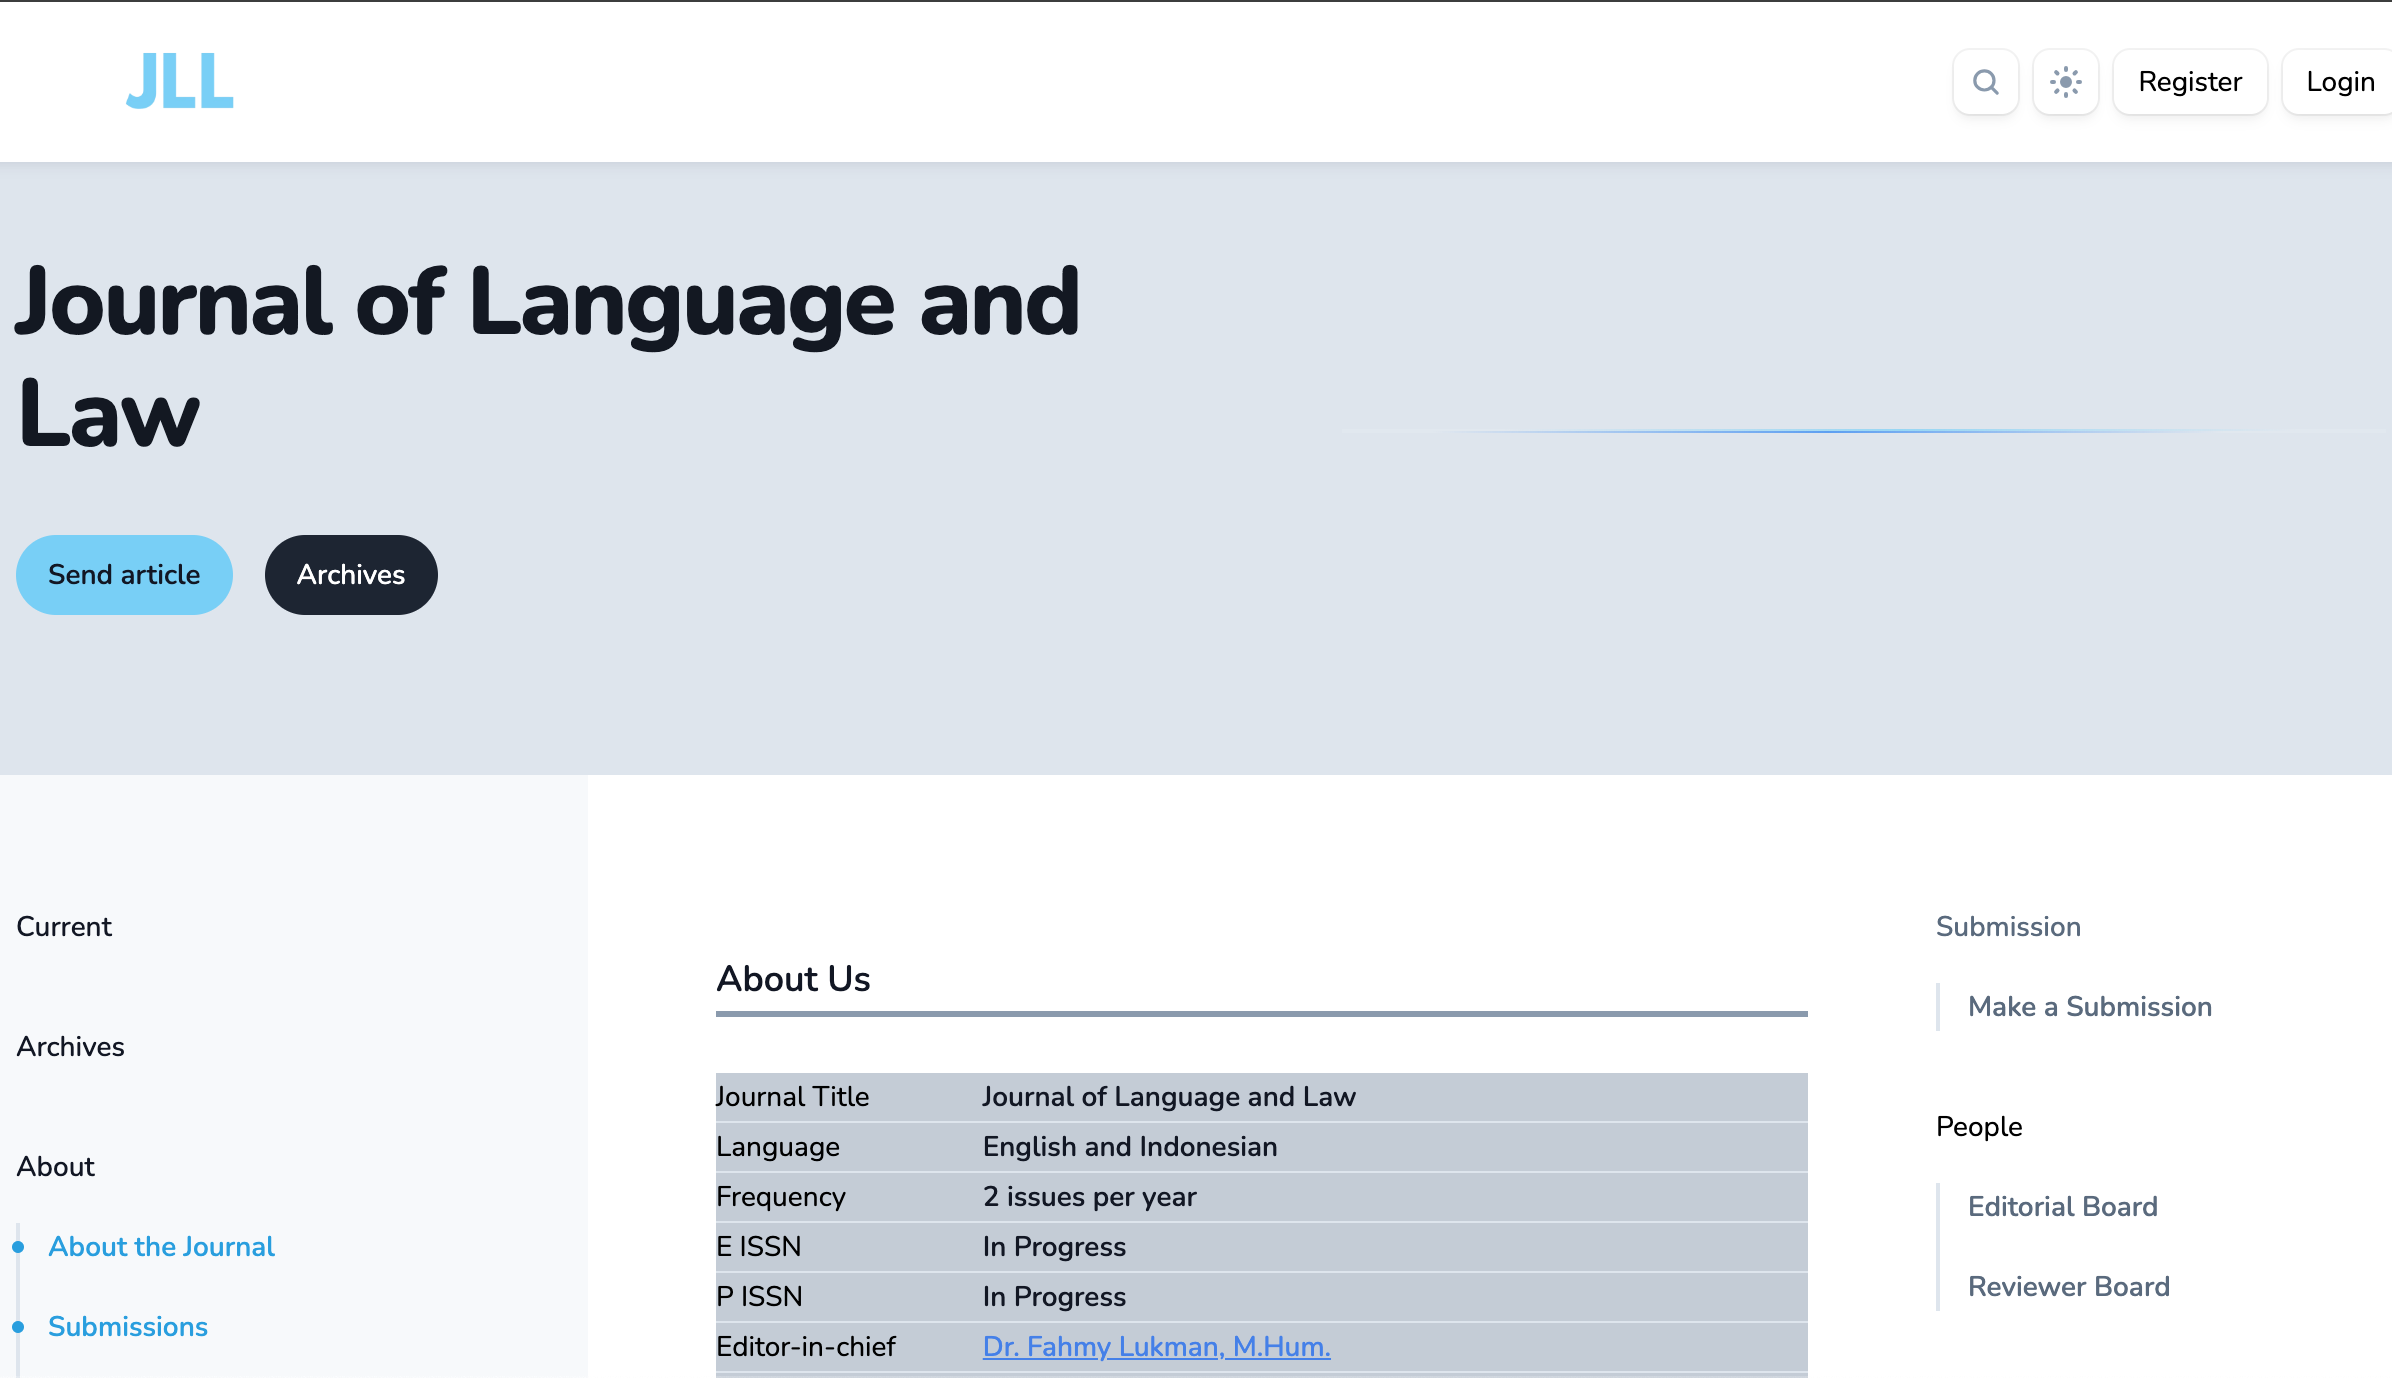 JLL
Register
Login
Journal of Language and
Law
Send article
Archives
Current
Archives
About
About the Journal
Submissions
About Us
Journal Title Journal of Language and Law
Language English and Indonesian
Frequency 2 issues per year
E ISSN In Progress
P ISSN In Progress
Editor-in-chief Dr. Fahmy Lukman, M.Hum.
Submission
Make a Submission
People
Editorial Board
Reviewer Board